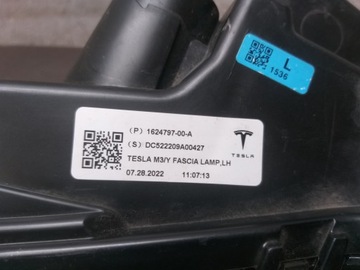 L
1536
(P) 1624797-00-A
(S) DC522209A00427
TESLA M3/Y FASCIA LAMP,LH
07.28.2022 11:07:13
TESLA